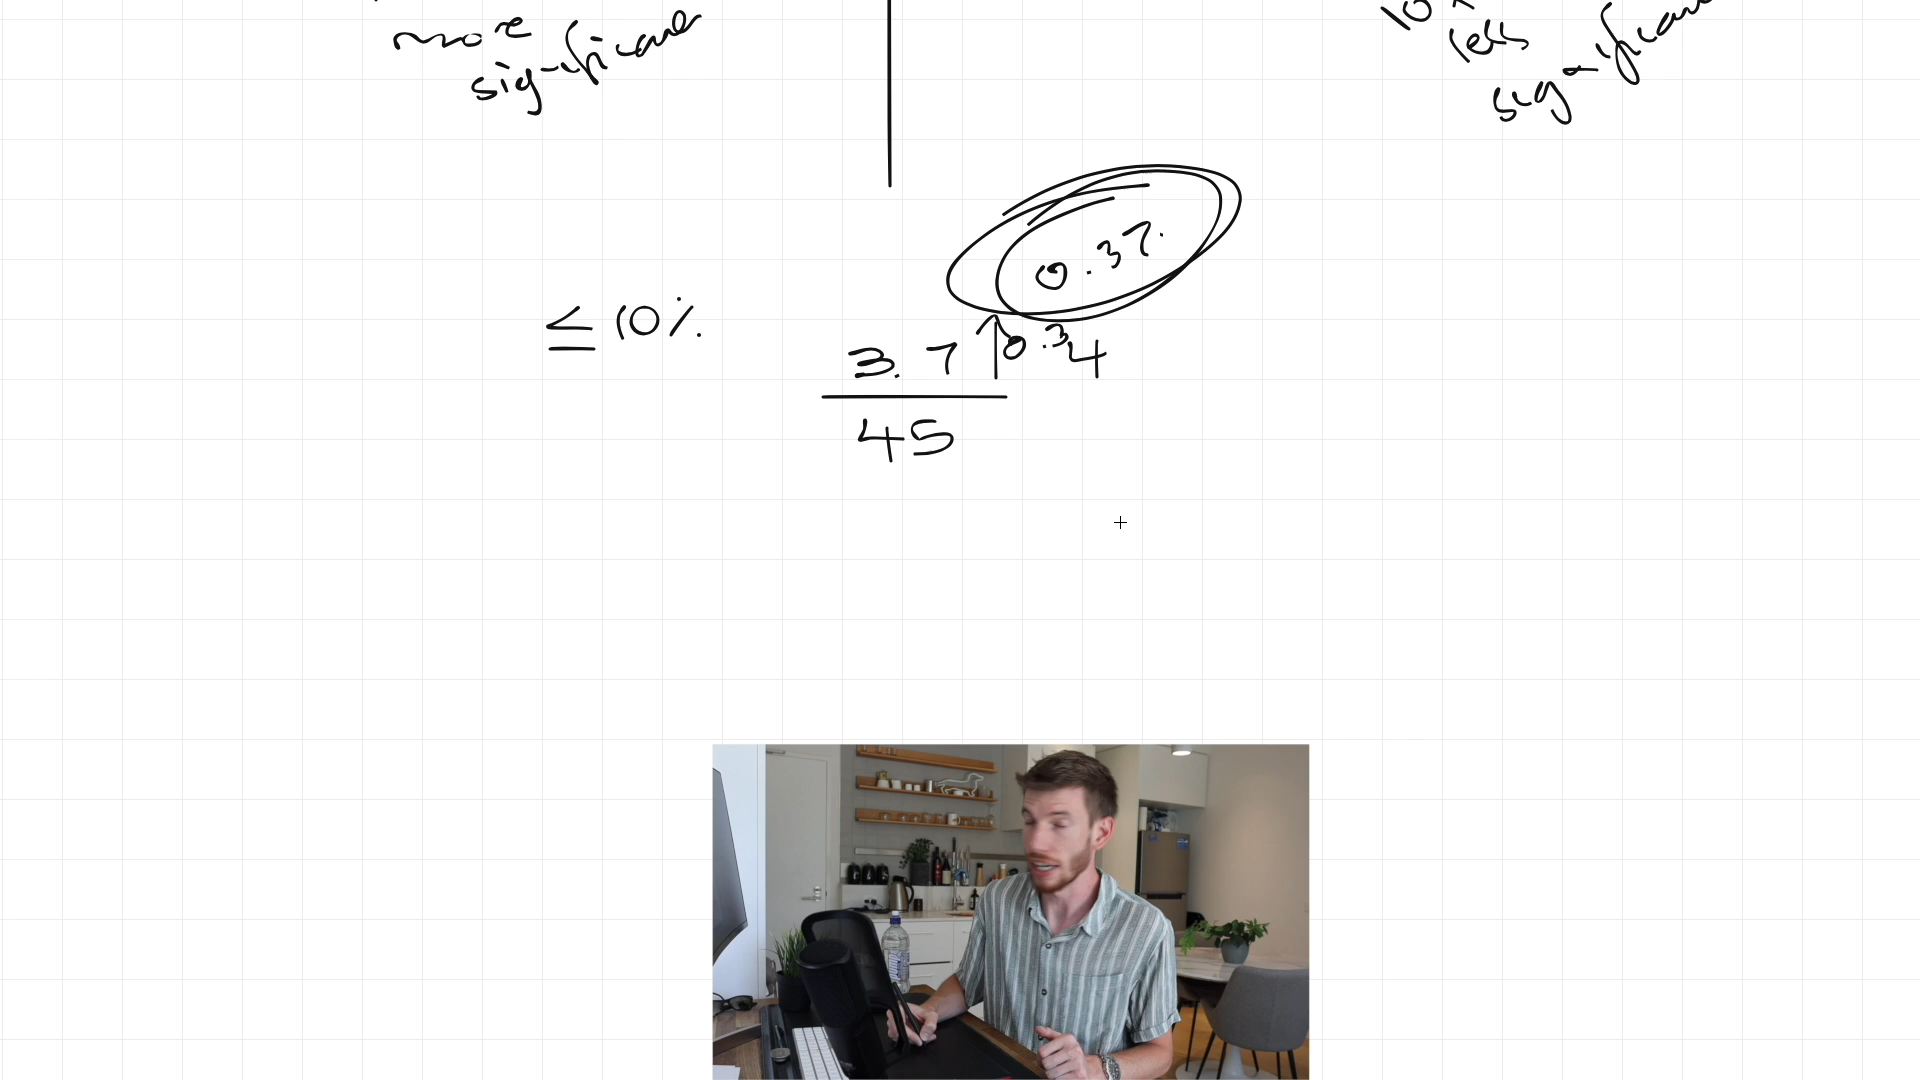 more
significant
10x
less
significant
0.37.
≤ 10%
3.7 ↑ 0.34
45